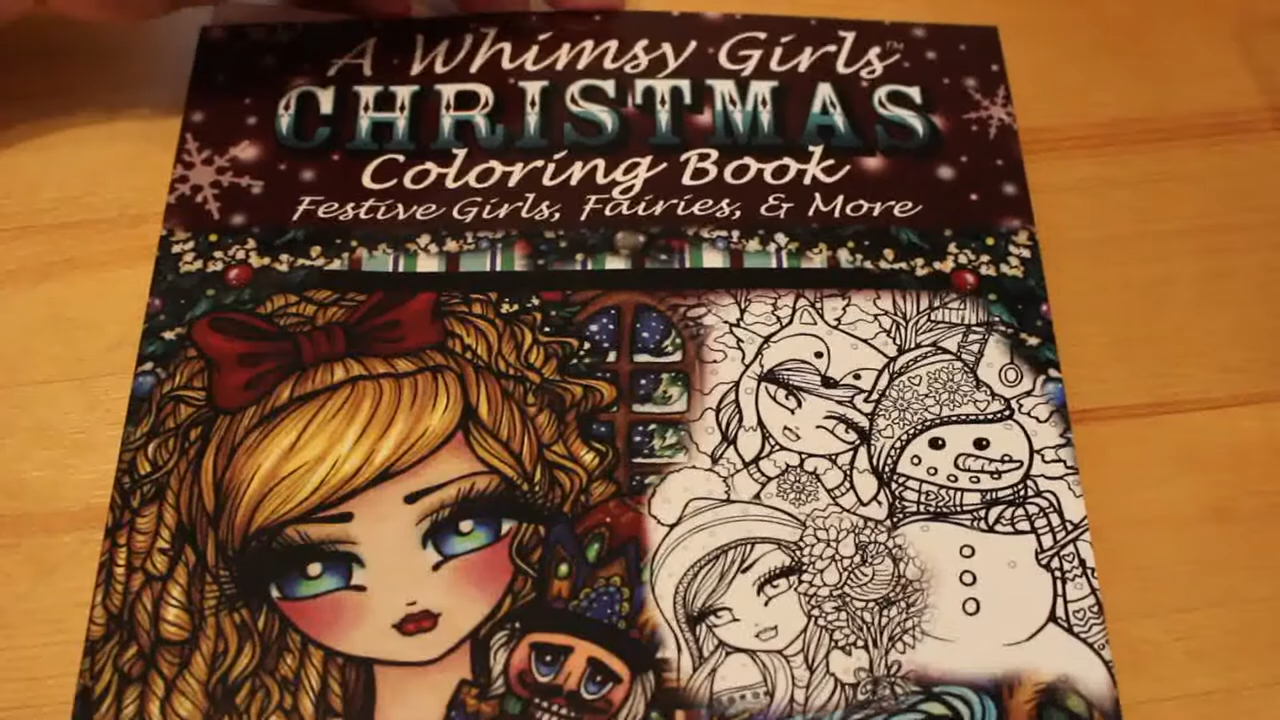 A Whimsy Girls™
CHRISTMAS
Coloring Book
Festive Girls, Fairies, & More